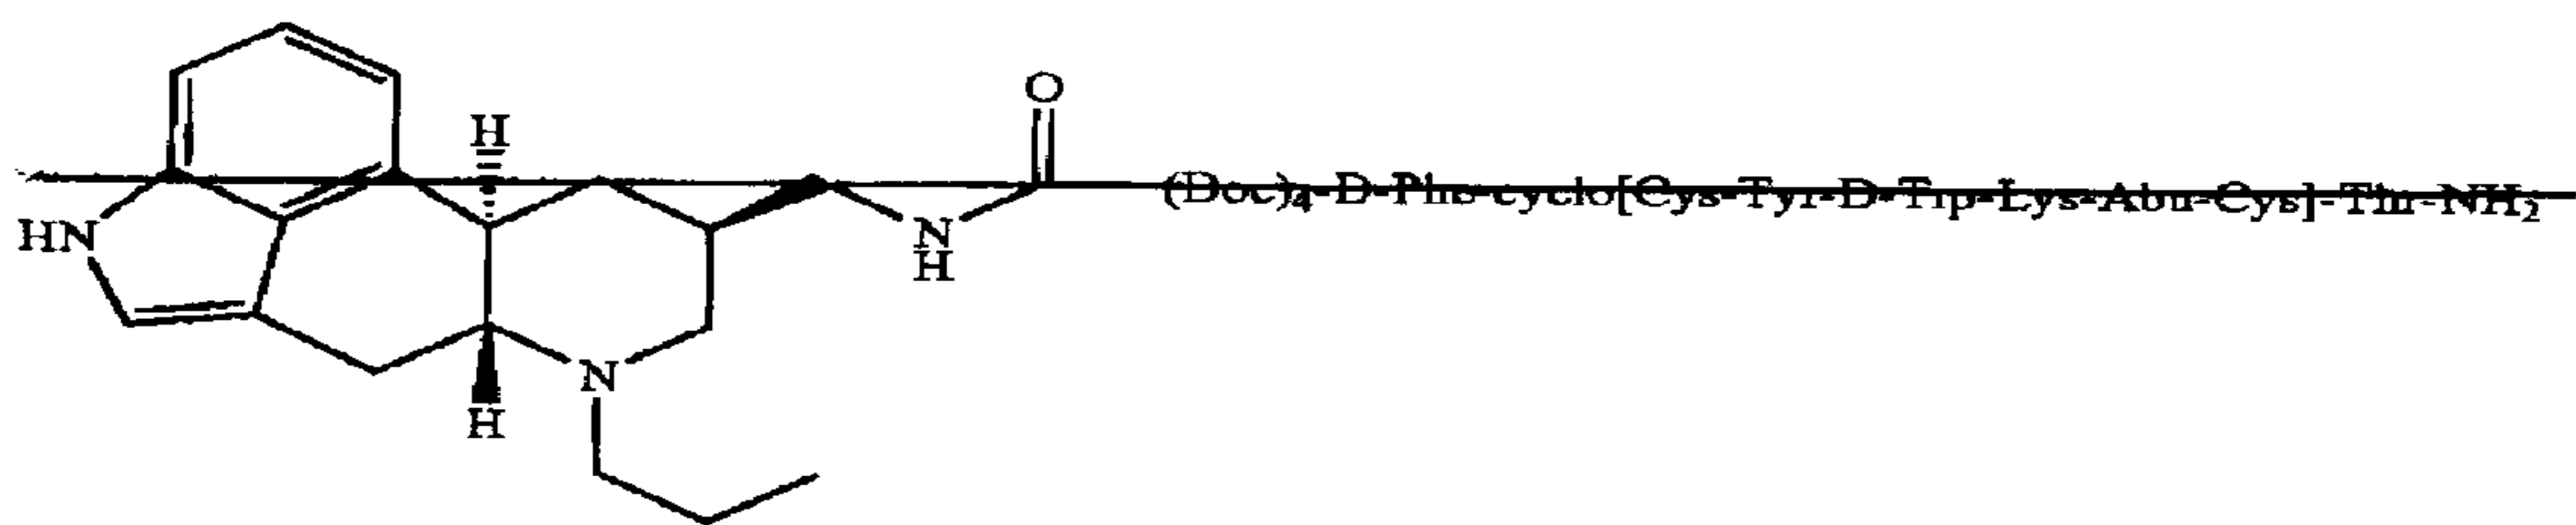 O
H
(Doc)4-D-Phe-cyclo[Cys-Tyr-D-Trp-Lys-Abu-Cys]-Thr-NH₂
HN
N
H
N
H